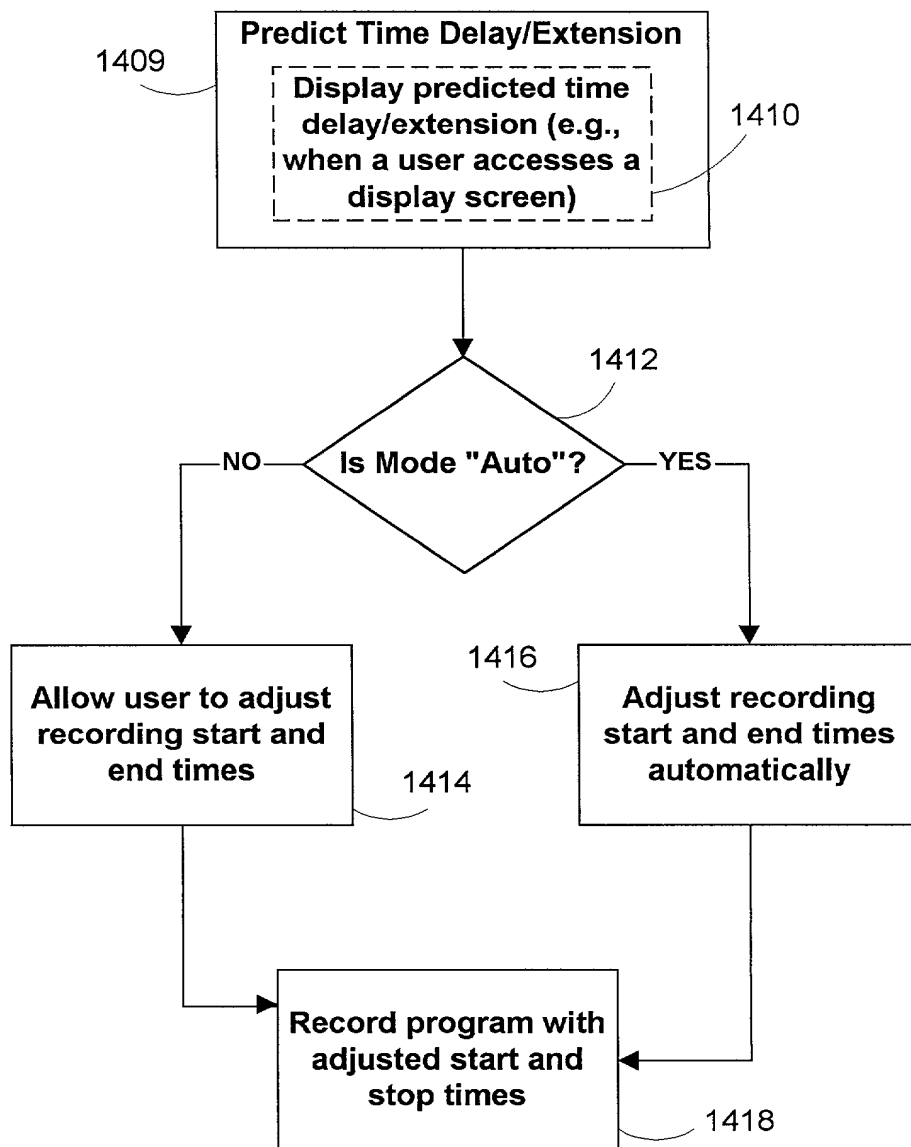 Predict Time Delay/Extension
1409
Display predicted time
delay/extension (e.g.,
when a user accesses a
display screen)
1410
1412
Is Mode "Auto"?
NO
YES
Allow user to adjust
recording start and
end times
1414
1416
Adjust recording
start and end times
automatically
Record program with
adjusted start and
stop times
1418